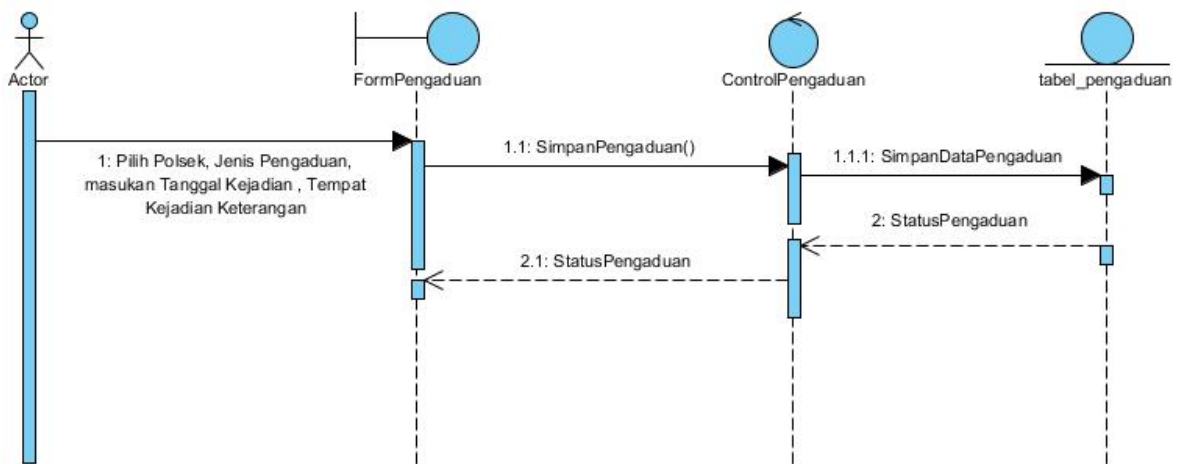 Actor
FormPengaduan
ControlPengaduan
tabel_pengaduan
1: Pilih Polsek, Jenis Pengaduan,
masukan Tanggal Kejadian , Tempat
Kejadian Keterangan
1.1: SimpanPengaduan()
1.1.1: SimpanDataPengaduan
2: StatusPengaduan
2.1: StatusPengaduan